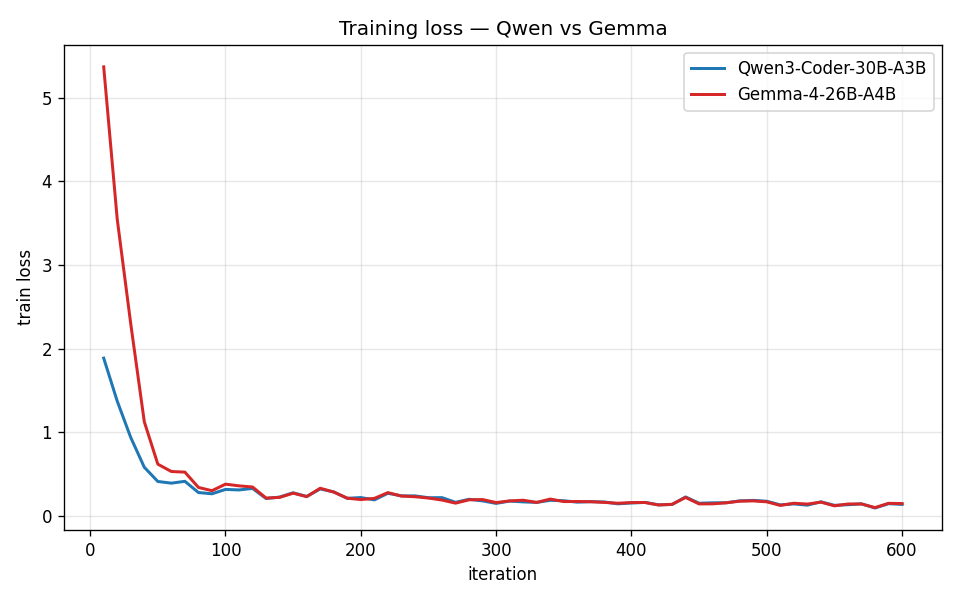 Training loss — Qwen vs Gemma
Qwen3-Coder-30B-A3B
Gemma-4-26B-A4B
train loss
5
4
3
2
1
0
0 100 200 300 400 500 600
iteration